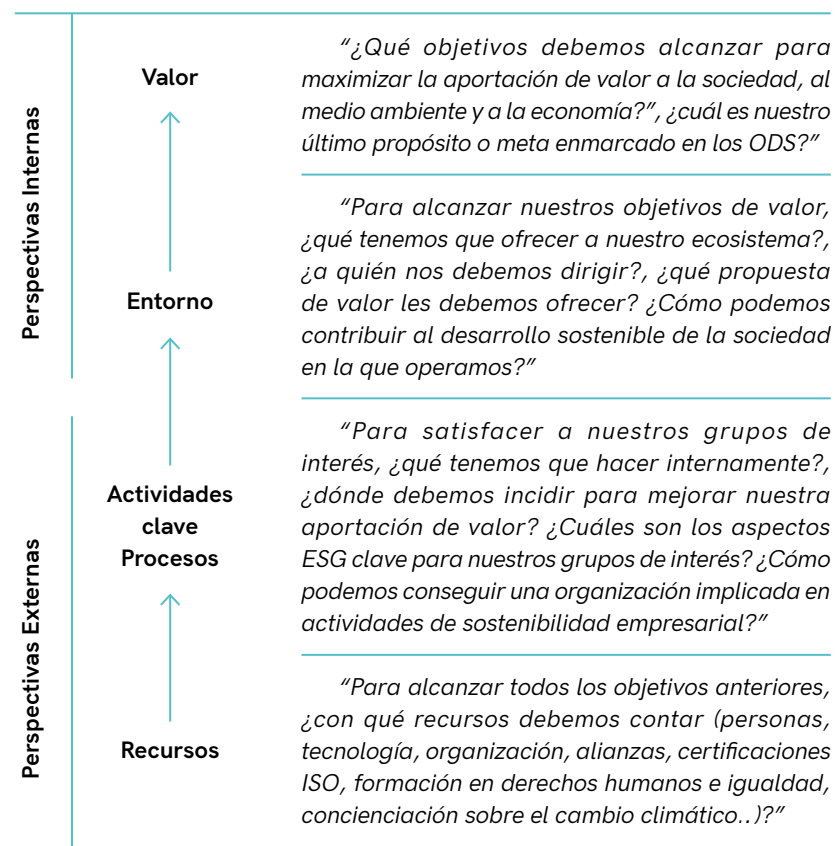 Perspectivas Internas
Valor
“¿Qué objetivos debemos alcanzar para
maximizar la aportación de valor a la sociedad, al
medio ambiente y a la economía?”, ¿cuál es nuestro
último propósito o meta enmarcado en los ODS?”
Entorno
“Para alcanzar nuestros objetivos de valor,
¿qué tenemos que ofrecer a nuestro ecosistema?,
¿a quién nos debemos dirigir?, ¿qué propuesta
de valor les debemos ofrecer? ¿Cómo podemos
contribuir al desarrollo sostenible de la sociedad
en la que operamos?”
Perspectivas Externas
Actividades
clave
Procesos
“Para satisfacer a nuestros grupos de
interés, ¿qué tenemos que hacer internamente?,
¿dónde debemos incidir para mejorar nuestra
aportación de valor? ¿Cuáles son los aspectos
ESG clave para nuestros grupos de interés? ¿Cómo
podemos conseguir una organización implicada en
actividades de sostenibilidad empresarial?”
Recursos
“Para alcanzar todos los objetivos anteriores,
¿con qué recursos debemos contar (personas,
tecnología, organización, alianzas, certificaciones
ISO, formación en derechos humanos e igualdad,
concienciación sobre el cambio climático..)?”